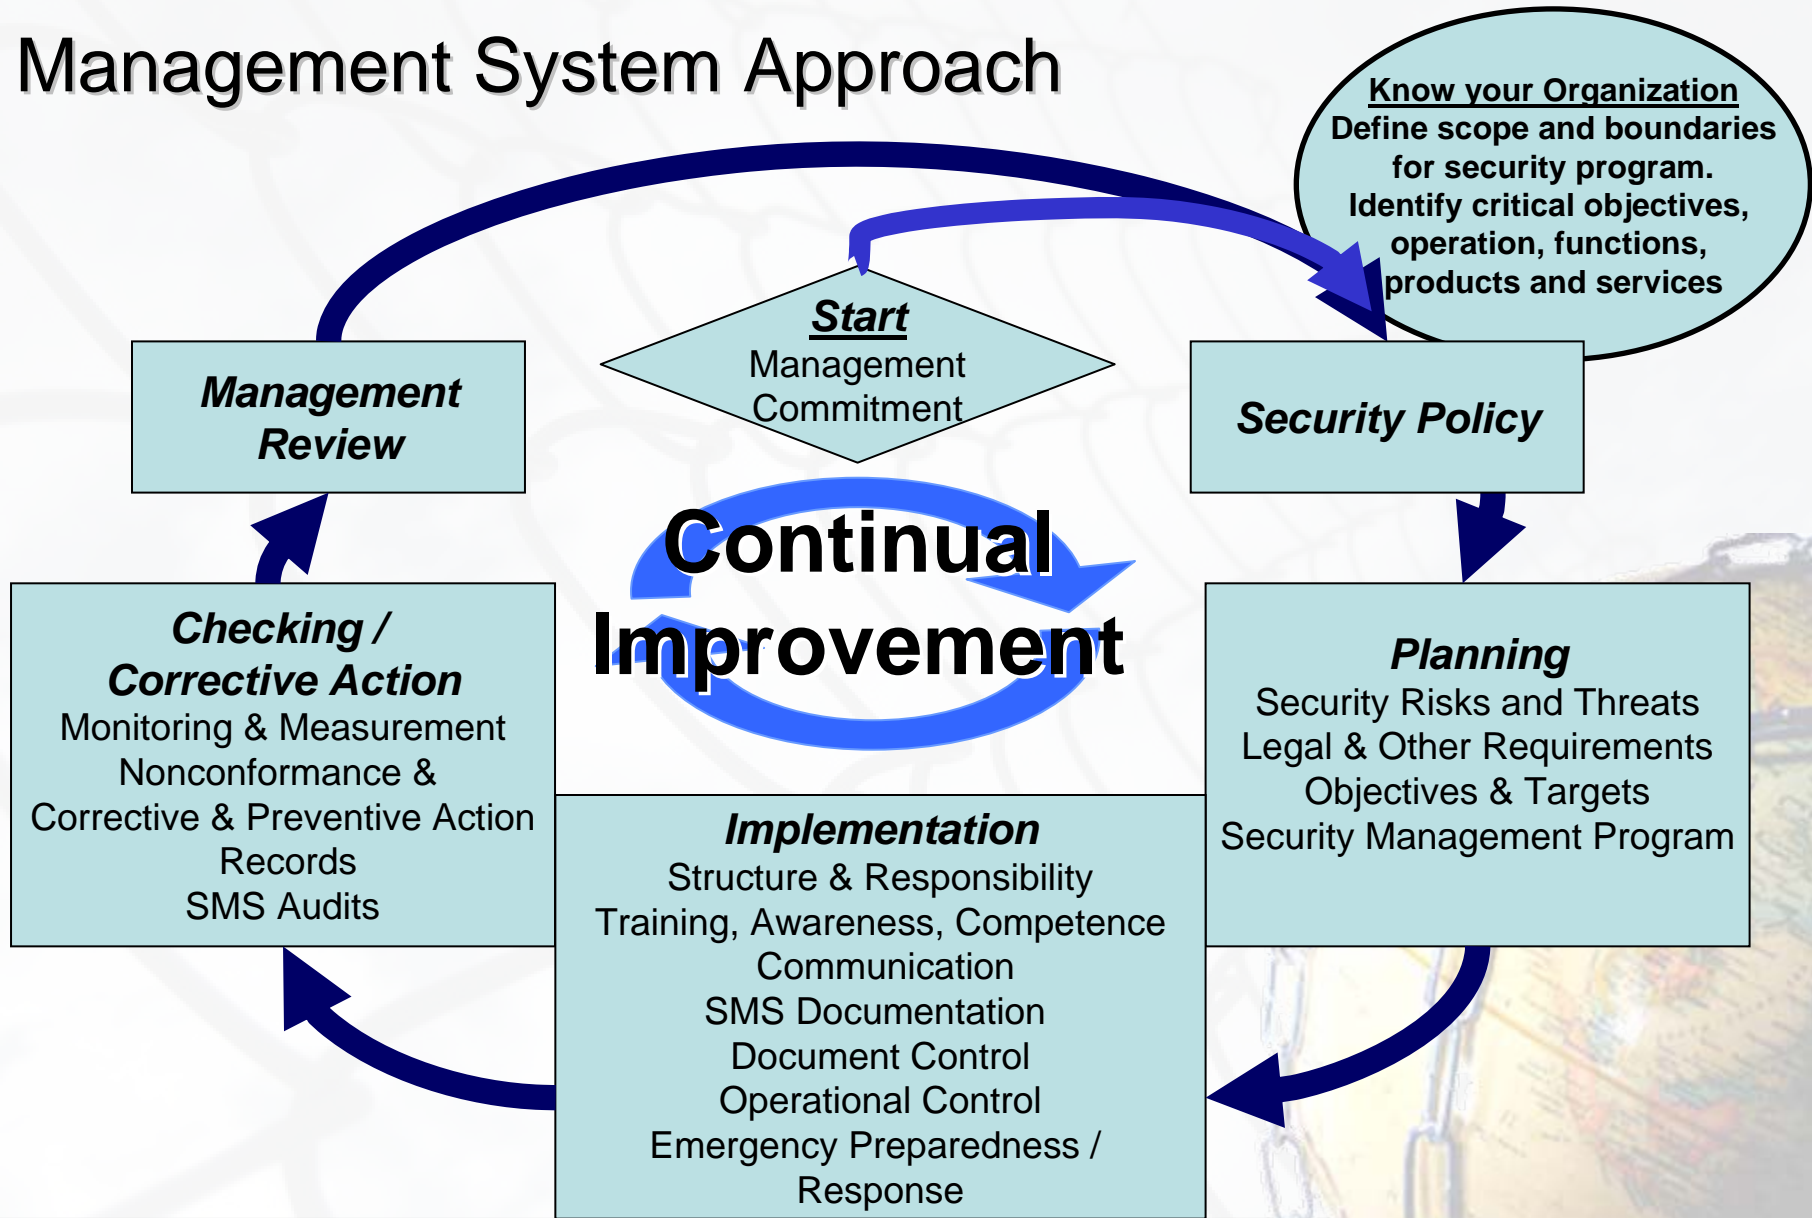 Management System Approach
Know your Organization
Define scope and boundaries
for security program.
Identify critical objectives,
operation, functions,
products and services
Start
Management
Commitment
Management
Review
Security Policy
Continual
Improvement
Checking /
Corrective Action
Monitoring & Measurement
Nonconformance &
Corrective & Preventive Action
Records
SMS Audits
Planning
Security Risks and Threats
Legal & Other Requirements
Objectives & Targets
Security Management Program
Implementation
Structure & Responsibility
Training, Awareness, Competence
Communication
SMS Documentation
Document Control
Operational Control
Emergency Preparedness /
Response